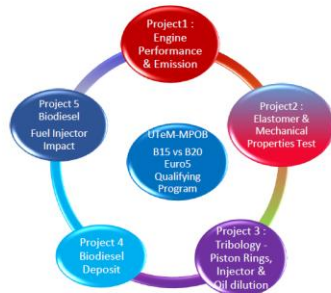 Project1 :
Engine
Performance
& Emission
Project2 :
Elastomer &
Mechanical
Properties Test
Project 3 :
Tribology -
Piston Rings,
Injector &
Oil dilution
Project 4
Biodiesel
Deposit
Project 5
Biodiesel
Fuel Injector
Impact
UTeM-MPOB
B15 vs B20
Euro5
Qualifying
Program